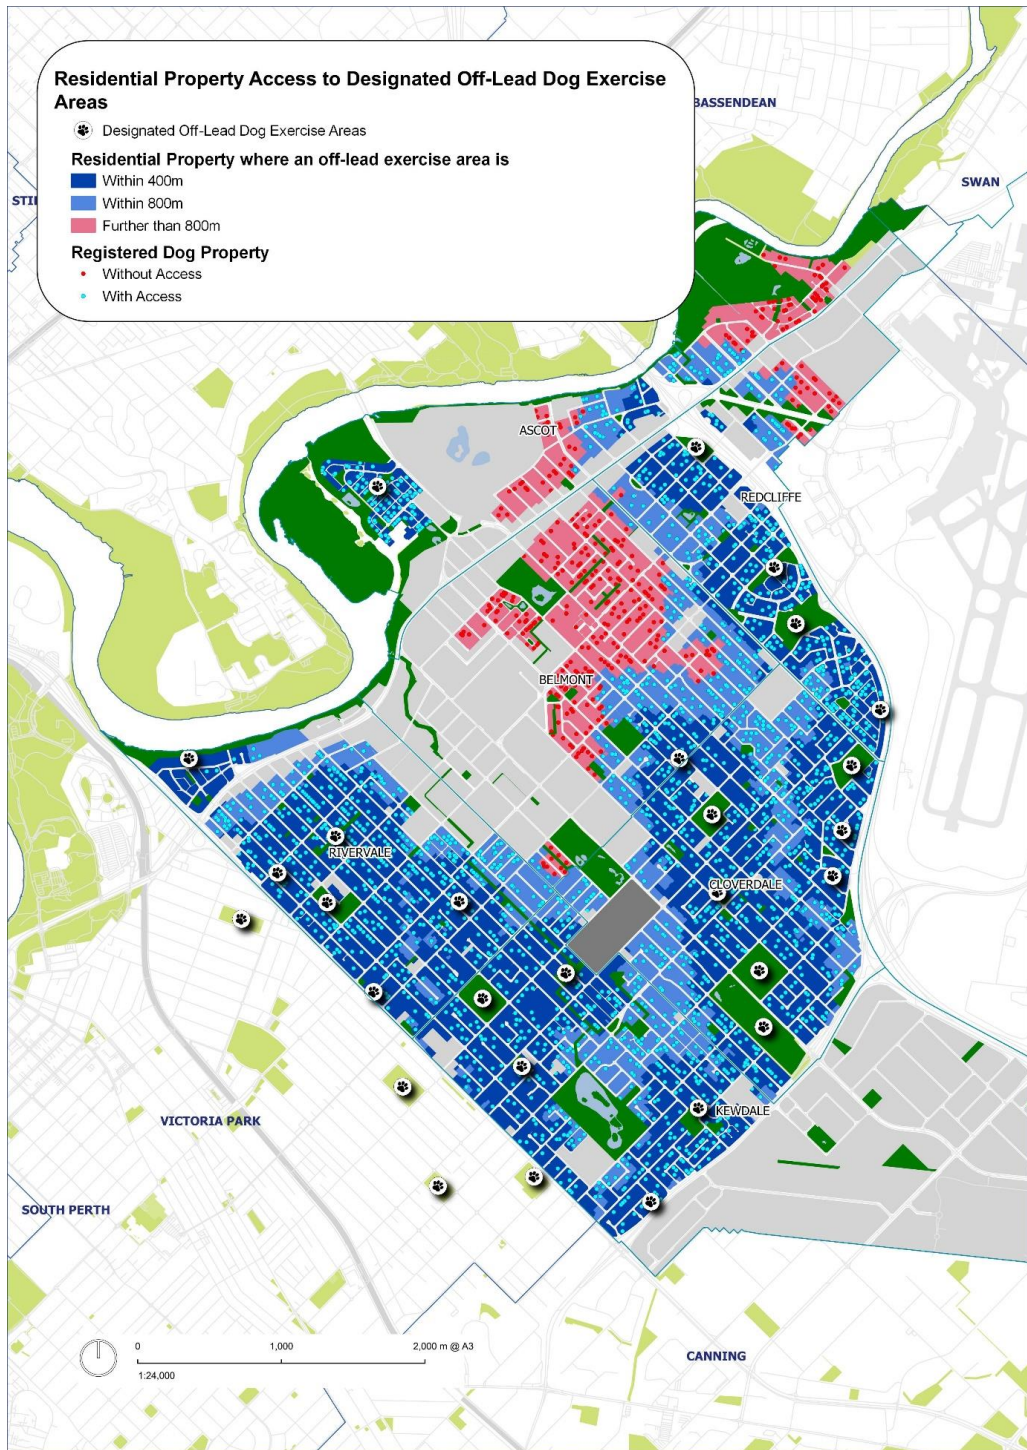 Residential Property Access to Designated Off-Lead Dog Exercise
Areas
Designated Off-Lead Dog Exercise Areas
Residential Property where an off-lead exercise area is
Within 400m
Within 800m
Further than 800m
Registered Dog Property
Without Access
With Access
BASSENDEAN
SWAN
STI
ASCOT
REDCLIFFE
BELMONT
RIVERVALE
CLOVERDALE
KEWDALE
VICTORIA PARK
SOUTH PERTH
CANNING
0 1,000 2,000 m @ A3
1:24,000